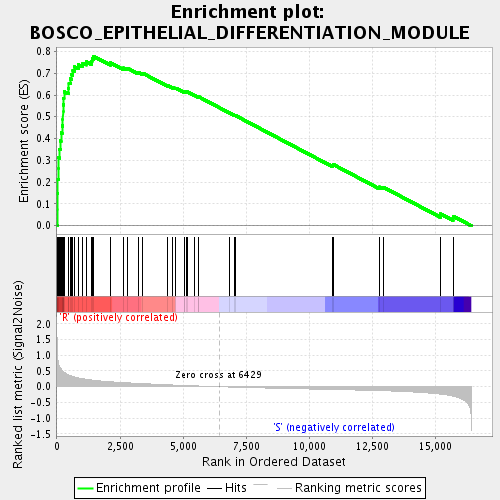 Enrichment plot:
BOSCO_EPITHELIAL_DIFFERENTIATION_MODULE
Enrichment score (ES)
0.8
0.7
0.6
0.5
0.4
0.3
0.2
0.1
0.0
'R' (positively correlated)
Ranked list metric (Signal2Noise)
2.0
1.5
1.0
0.5
0.0
-0.5
-1.0
-1.5
Zero cross at 6429
'S' (negatively correlated)
0 2,500 5,000 7,500 10,000 12,500 15,000
Rank in Ordered Dataset
Enrichment profile Hits Ranking metric scores